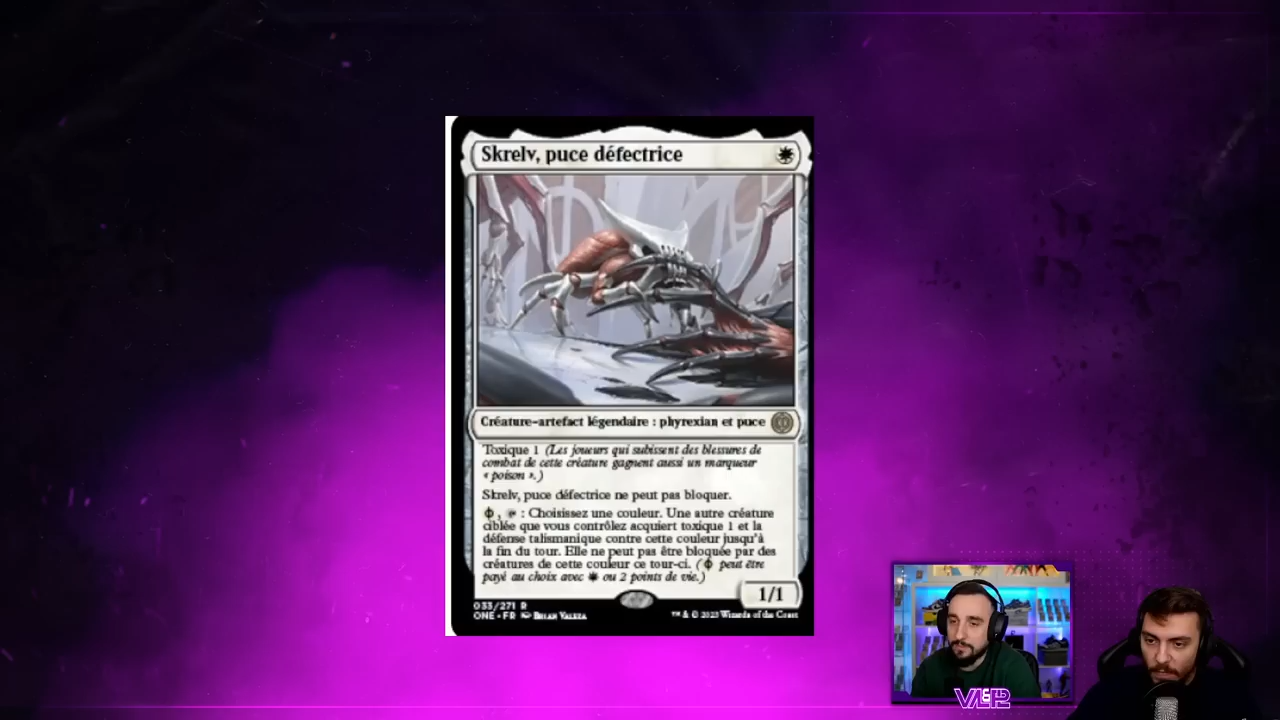 Skrelv, puce défectrice
Créature-artefact légendaire : phyrexian et puce
Toxique 1 (Les joueurs qui subissent des blessures de
combat de cette créature gagnent aussi un marqueur
« poison ».)
Skrelv, puce défectrice ne peut pas bloquer.
, : Choisissez une couleur. Une autre créature
ciblée que vous contrôlez acquiert toxique 1 et la
défense talismanique contre cette couleur jusqu'à
la fin du tour. Elle ne peut pas être bloquée par des
créatures de cette couleur ce tour-ci. ( peut être
payé au choix avec ou 2 points de vie.)
1/1
033/271 R
ONE • FR
™ & © 2023 Wizards of the Coast